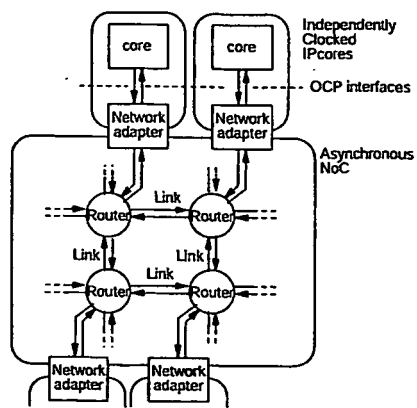 Independently
Clocked
IPcores
core
core
OCP interfaces
Network
adapter
Network
adapter
Asynchronous
NoC
Link
Router
Router
Link
Link
Link
Router
Router
Network
adapter
Network
adapter